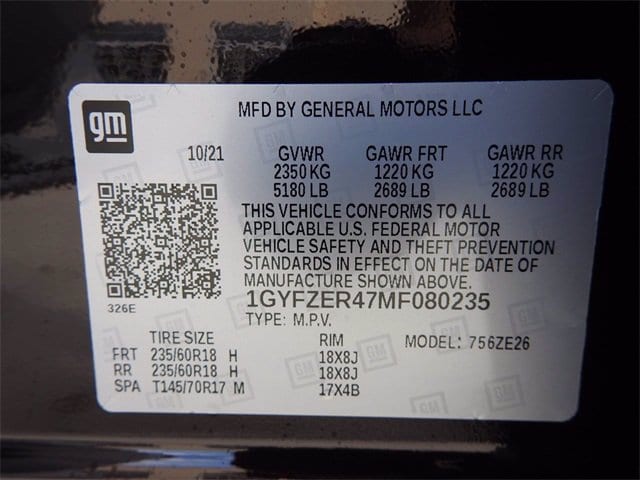 gm
MFD BY GENERAL MOTORS LLC
10/21 GVWR GAWR FRT GAWR RR
2350 KG 1220 KG 1220 KG
5180 LB 2689 LB 2689 LB
THIS VEHICLE CONFORMS TO ALL
APPLICABLE U.S. FEDERAL MOTOR
VEHICLE SAFETY AND THEFT PREVENTION
STANDARDS IN EFFECT ON THE DATE OF
MANUFACTURE SHOWN ABOVE.
326E
1GYFZER47MF080235
TYPE: M.P.V.
TIRE SIZE RIM MODEL: 756ZE26
FRT 235/60R18 H 18X8J
RR 235/60R18 H 18X8J
SPA T145/70R17 M 17X4B